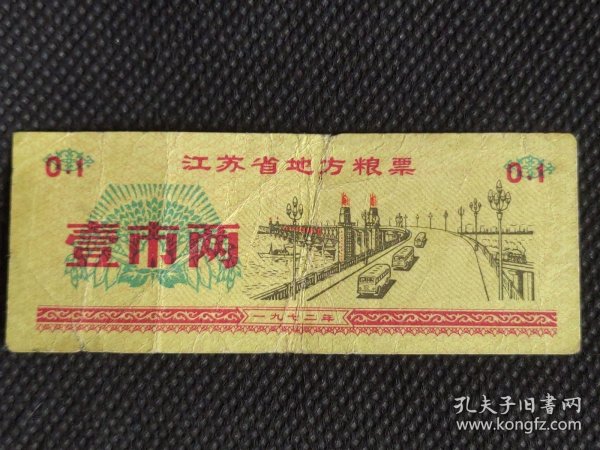 江苏省地方粮票
0.1
0.1
壹市两
一九七二年
孔夫子旧书网
www.kongfz.com